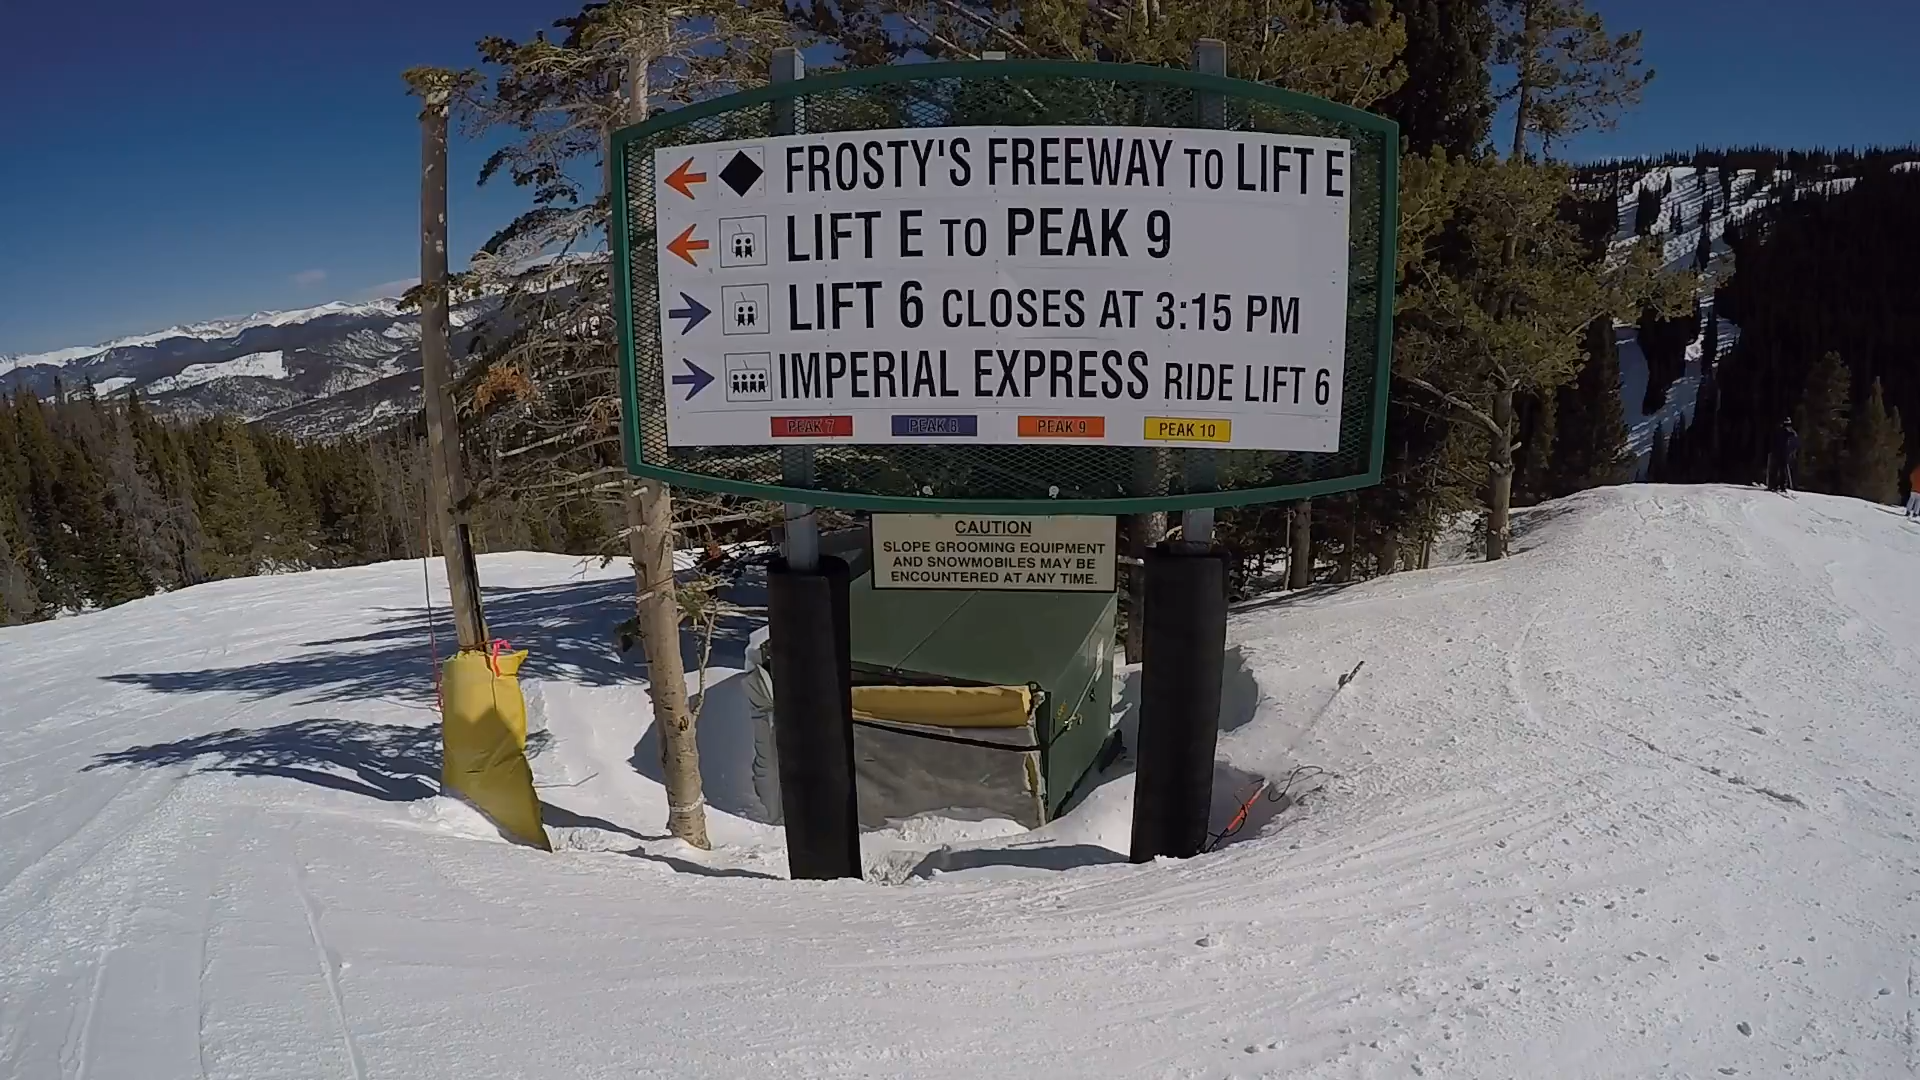 FROSTY'S FREEWAY TO LIFT E
LIFT E TO PEAK 9
LIFT 6 CLOSES AT 3:15 PM
IMPERIAL EXPRESS RIDE LIFT 6
PEAK 7 PEAK 8 PEAK 9 PEAK 10
CAUTION
SLOPE GROOMING EQUIPMENT
AND SNOWMOBILES MAY BE
ENCOUNTERED AT ANY TIME.